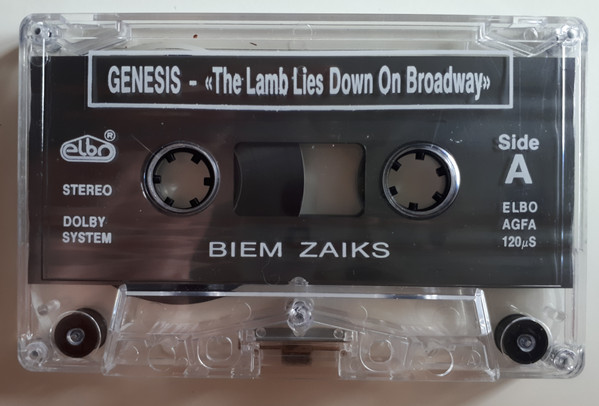 GENESIS - «The Lamb Lies Down On Broadway»
elbo®
STEREO
DOLBY
SYSTEM
BIEM ZAIKS
Side
A
ELBO
AGFA
120µS